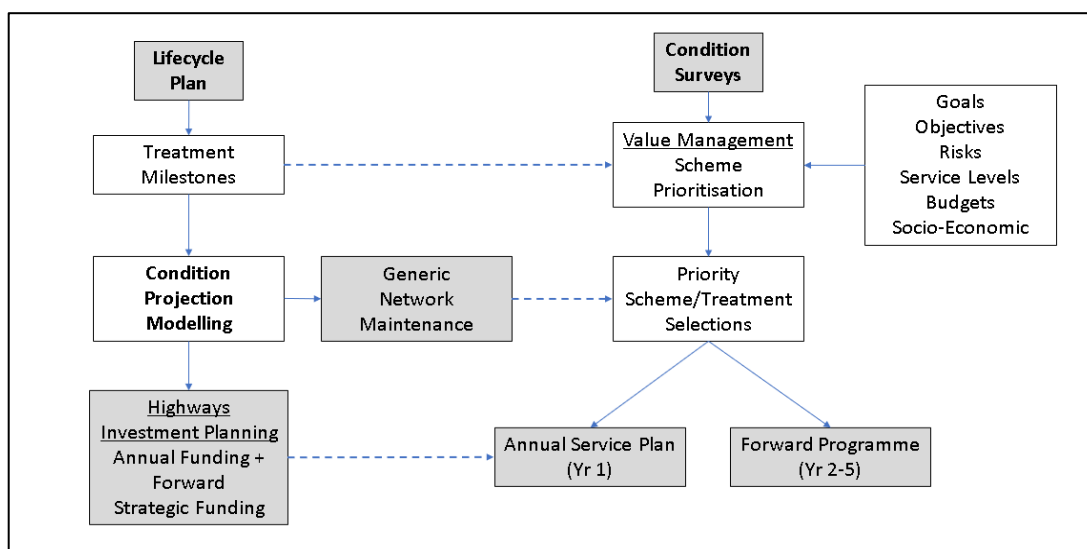 Lifecycle
Plan
Condition
Surveys
Treatment
Milestones
Value Management
Scheme
Prioritisation
Goals
Objectives
Risks
Service Levels
Budgets
Socio-Economic
Condition
Projection
Modelling
Generic
Network
Maintenance
Priority
Scheme/Treatment
Selections
Highways
Investment Planning
Annual Funding +
Forward
Strategic Funding
Annual Service Plan
(Yr 1)
Forward Programme
(Yr 2-5)